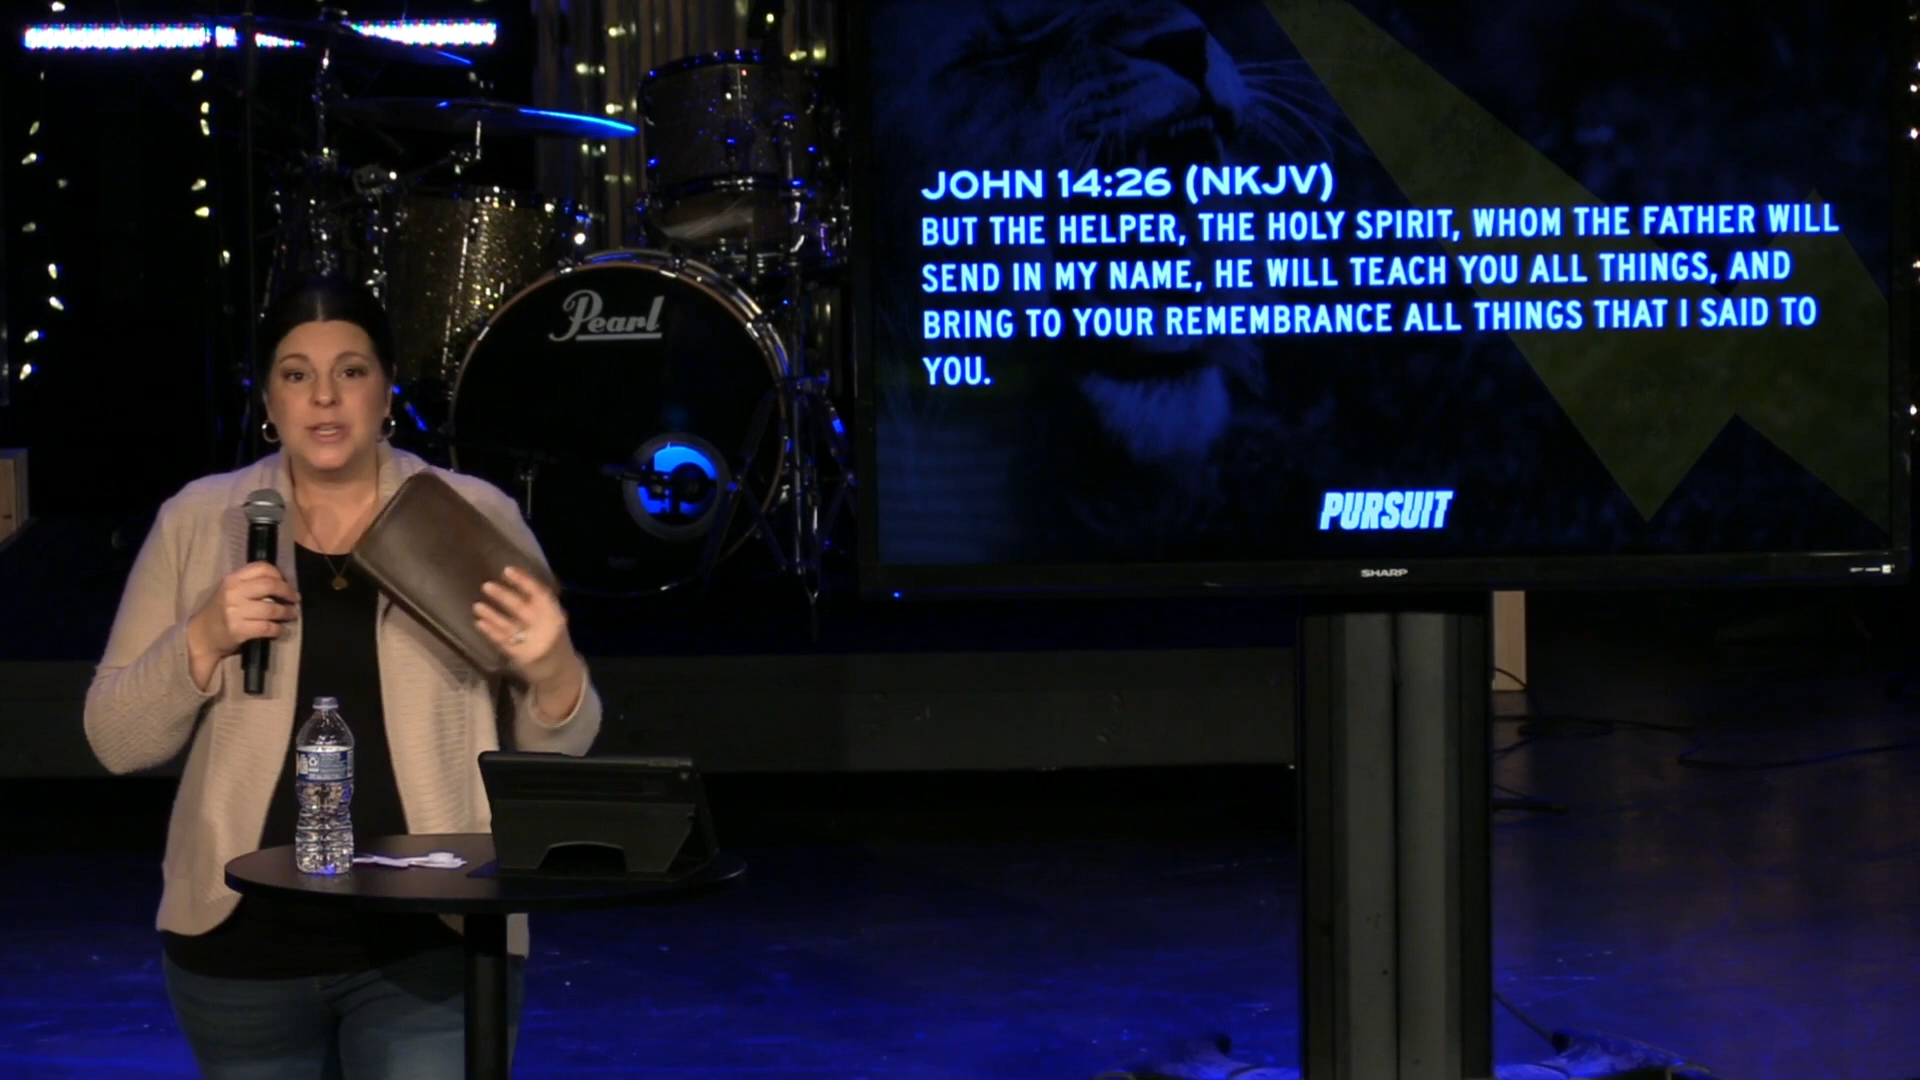 Pearl
JOHN 14:26 (NKJV)
BUT THE HELPER, THE HOLY SPIRIT, WHOM THE FATHER WILL
SEND IN MY NAME, HE WILL TEACH YOU ALL THINGS, AND
BRING TO YOUR REMEMBRANCE ALL THINGS THAT I SAID TO
YOU.
PURSUIT
SHARP